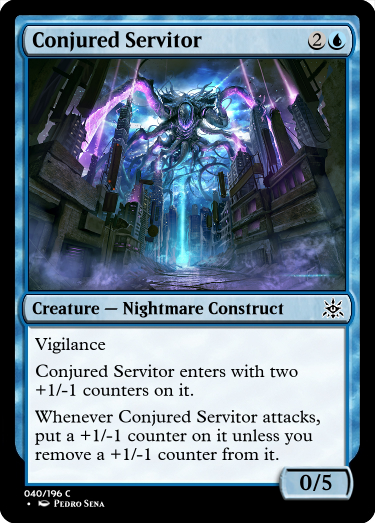 Conjured Servitor 2
Creature — Nightmare Construct
Vigilance
Conjured Servitor enters with two
+1/-1 counters on it.
Whenever Conjured Servitor attacks,
put a +1/-1 counter on it unless you
remove a +1/-1 counter from it.
0/5
040/196 C
• Pedro Sena